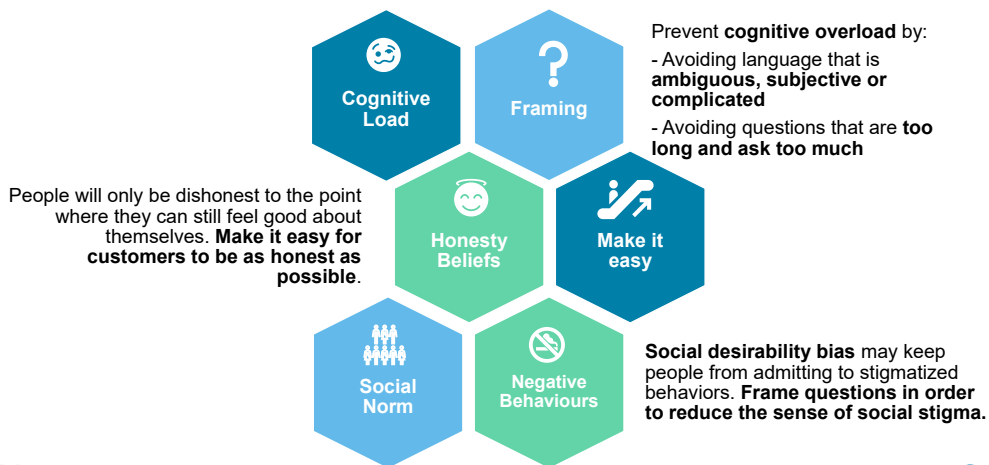 Cognitive
Load
Framing
Prevent cognitive overload by:
- Avoiding language that is
ambiguous, subjective or
complicated
- Avoiding questions that are too
long and ask too much
People will only be dishonest to the point
where they can still feel good about
themselves. Make it easy for
customers to be as honest as
possible.
Honesty
Beliefs
Make it
easy
Social
Norm
Negative
Behaviours
Social desirability bias may keep
people from admitting to stigmatized
behaviors. Frame questions in order
to reduce the sense of social stigma.